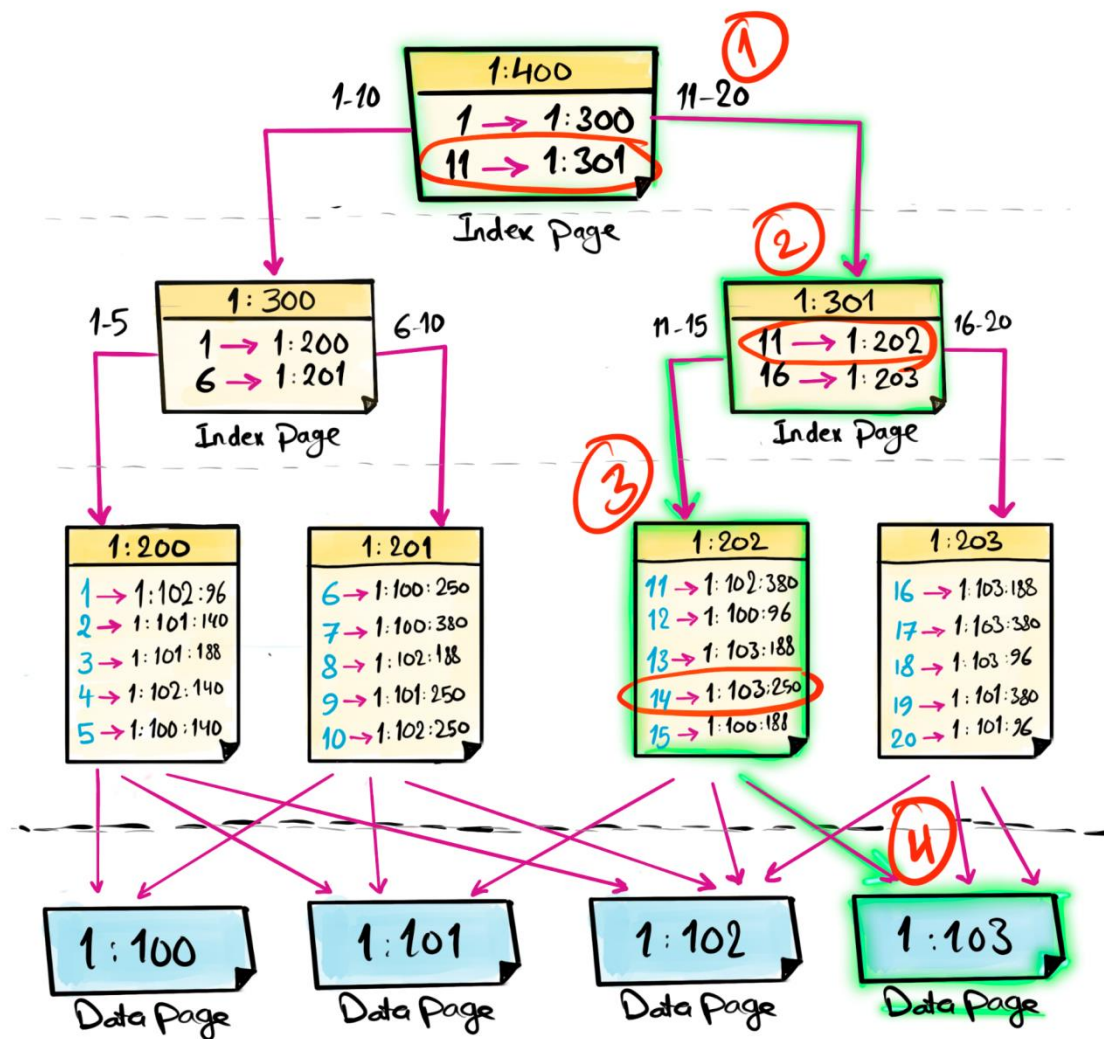 1
1:400
1-10
11-20
1 → 1:300
11 → 1:301
Index Page
2
1:300
1:301
1-5
6-10
11-15
16-20
1 → 1:200
6 → 1:201
11 → 1:202
16 → 1:203
Index Page
Index Page
3
1:200
1 → 1:102:96
2 → 1:101:140
3 → 1:101:188
4 → 1:102:140
5 → 1:100:140
1:201
6 → 1:100:250
7 → 1:100:380
8 → 1:102:188
9 → 1:101:250
10 → 1:102:250
1:202
11 → 1:102:380
12 → 1:100:96
13 → 1:103:188
14 → 1:103:250
15 → 1:100:188
1:203
16 → 1:103:188
17 → 1:103:380
18 → 1:103:96
19 → 1:101:380
20 → 1:101:96
4
1:100
1:101
1:102
1:103
Data Page
Data Page
Data Page
Data Page